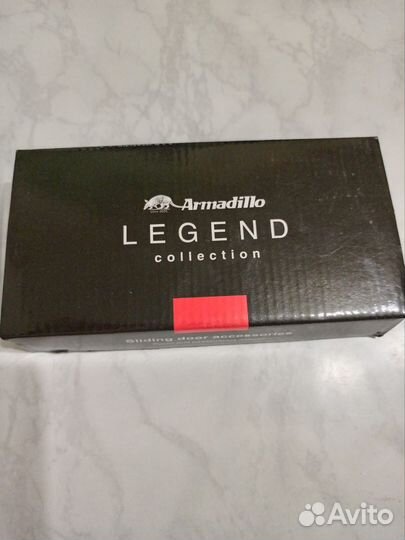 Armadillo
LEGEND
collection
Sliding door accessories
Avito